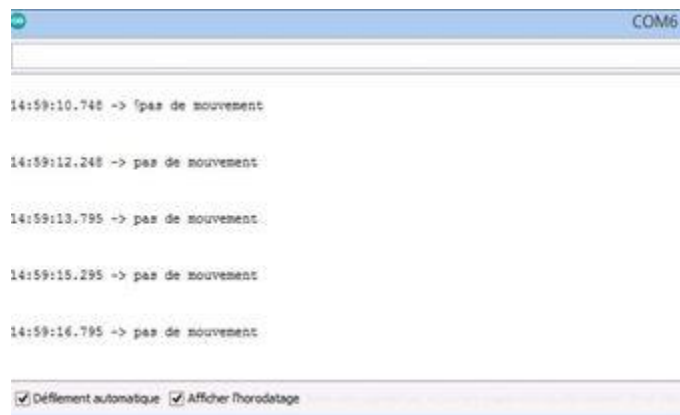 COM6
14:59:10.748 -> pas de mouvement
14:59:12.248 -> pas de mouvement
14:59:13.795 -> pas de mouvement
14:59:15.295 -> pas de mouvement
14:59:16.795 -> pas de mouvement
Défilement automatique Afficher l'horodatage